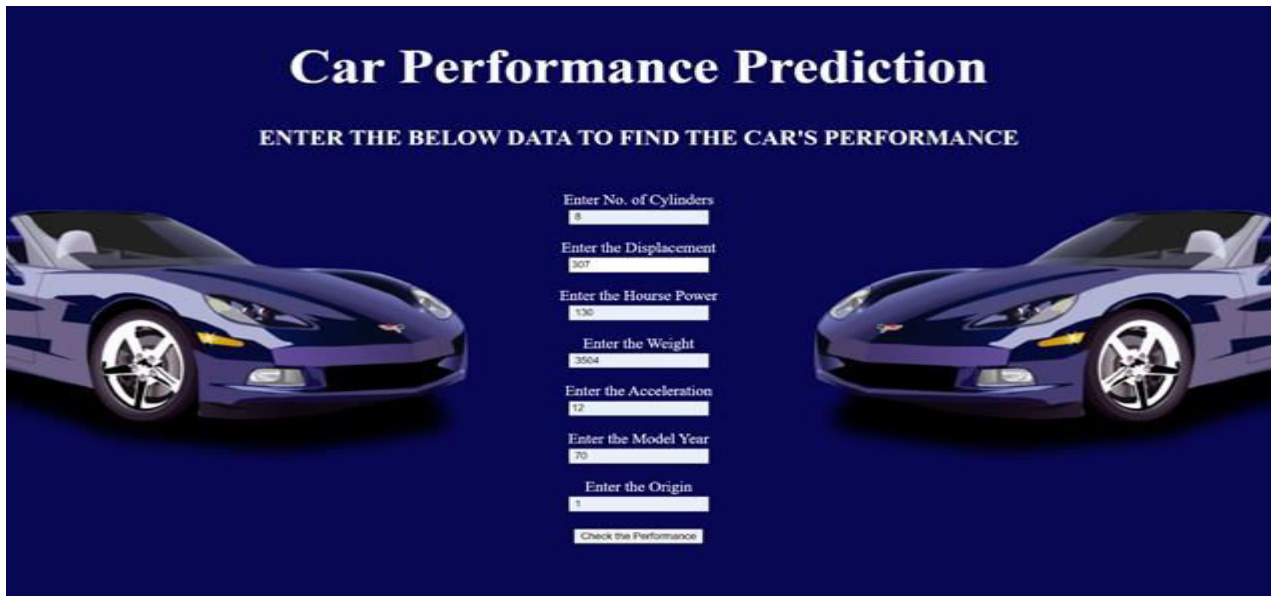 Car Performance Prediction
ENTER THE BELOW DATA TO FIND THE CAR'S PERFORMANCE
Enter No. of Cylinders
8
Enter the Displacement
307
Enter the Hourse Power
130
Enter the Weight
3504
Enter the Acceleration
12
Enter the Model Year
70
Enter the Origin
1
Check the Performance